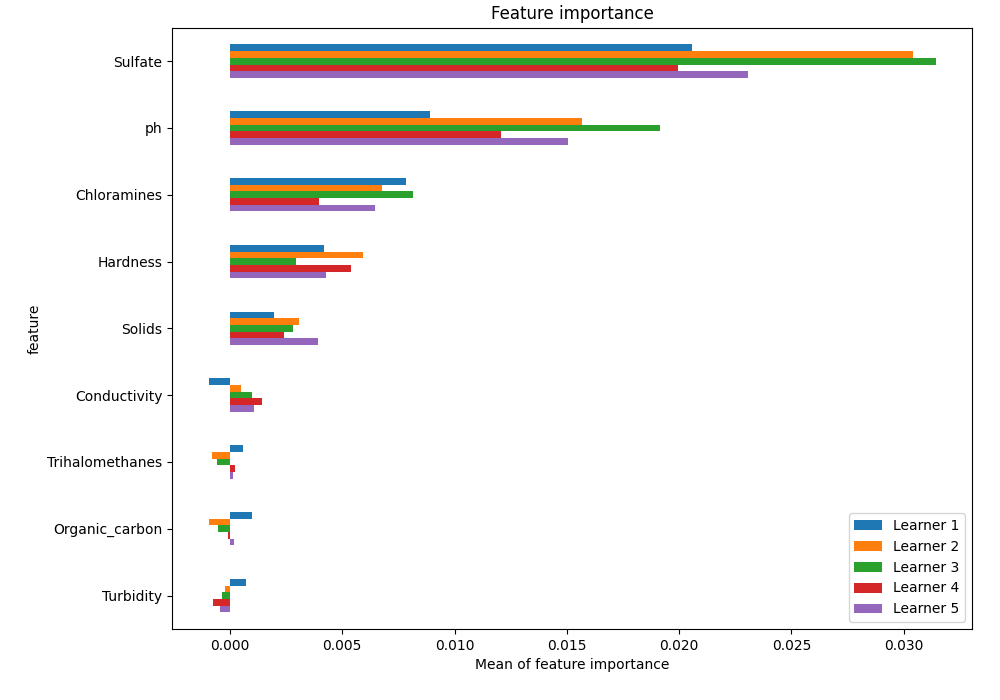 Feature importance
Sulfate
ph
Chloramines
Hardness
Solids
Conductivity
Trihalomethanes
Organic_carbon
Turbidity
feature
Learner 1
Learner 2
Learner 3
Learner 4
Learner 5
0.000 0.005 0.010 0.015 0.020 0.025 0.030
Mean of feature importance